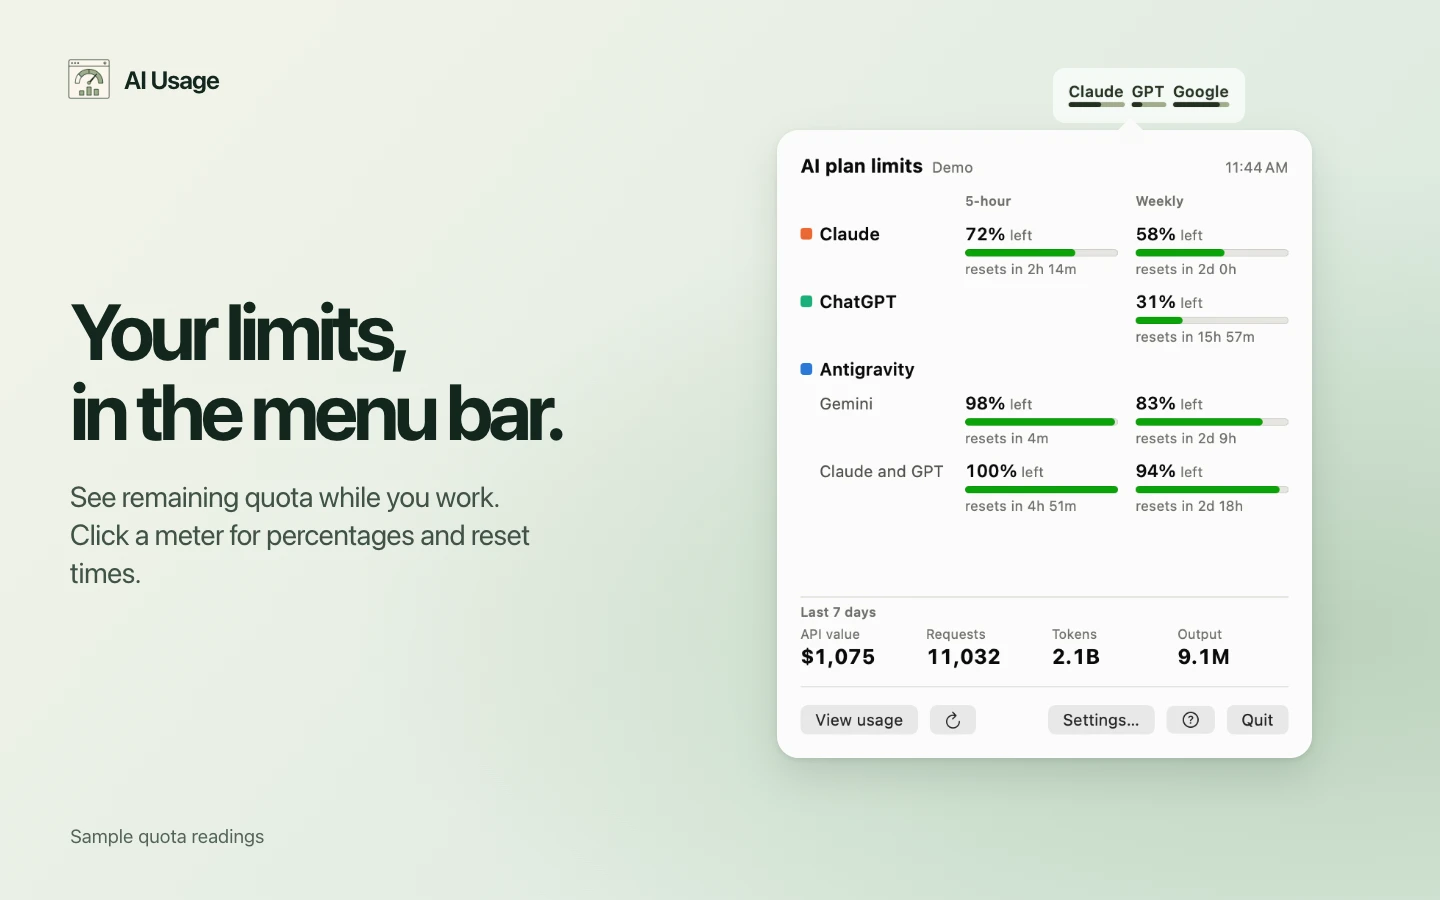 AI Usage
Claude GPT Google
AI plan limits Demo 11:44 AM
5-hour Weekly
Claude 72% left 58% left
resets in 2h 14m resets in 2d 0h
ChatGPT 31% left
resets in 15h 57m
Antigravity
Gemini 98% left 83% left
resets in 4m resets in 2d 9h
Claude and GPT 100% left 94% left
resets in 4h 51m resets in 2d 18h
Last 7 days
API value Requests Tokens Output
$1,075 11,032 2.1B 9.1M
View usage Settings... ? Quit
Your limits,
in the menu bar.
See remaining quota while you work.
Click a meter for percentages and reset
times.
Sample quota readings